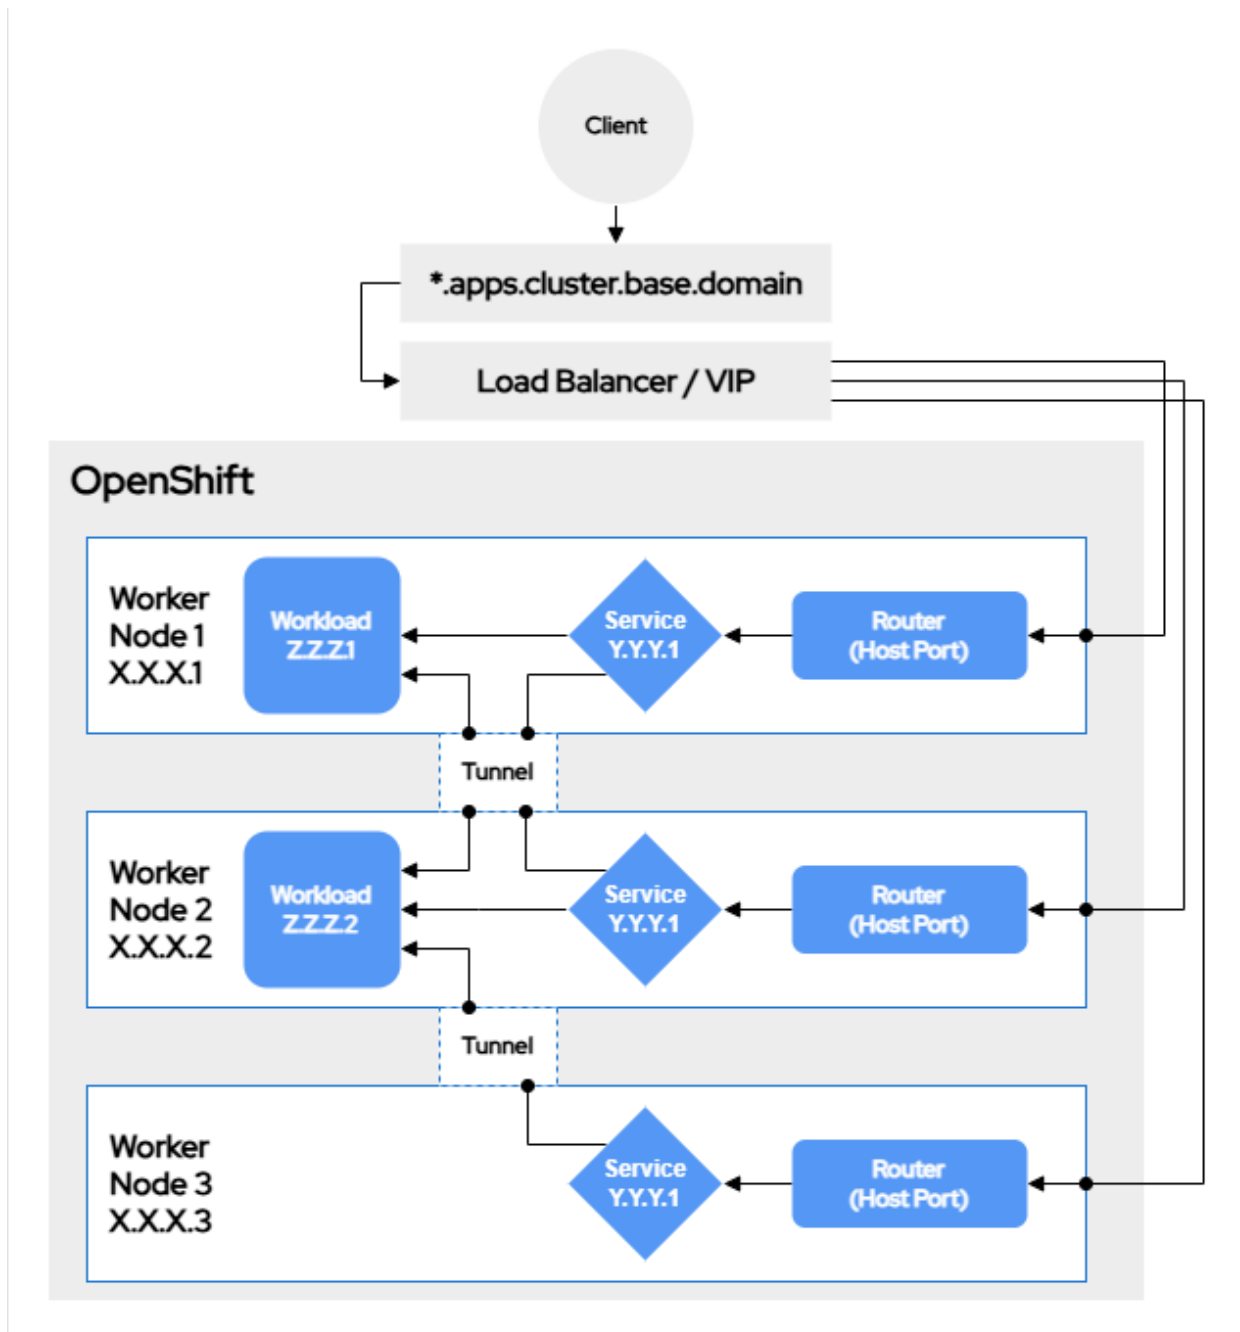 Client
*.apps.cluster.base.domain
Load Balancer / VIP
OpenShift
Worker
Node 1
X.X.X.1
Workload
Z.Z.Z.1
Service
Y.Y.Y.1
Router
(Host Port)
Tunnel
Worker
Node 2
X.X.X.2
Workload
Z.Z.Z.2
Service
Y.Y.Y.1
Router
(Host Port)
Tunnel
Worker
Node 3
X.X.X.3
Service
Y.Y.Y.1
Router
(Host Port)